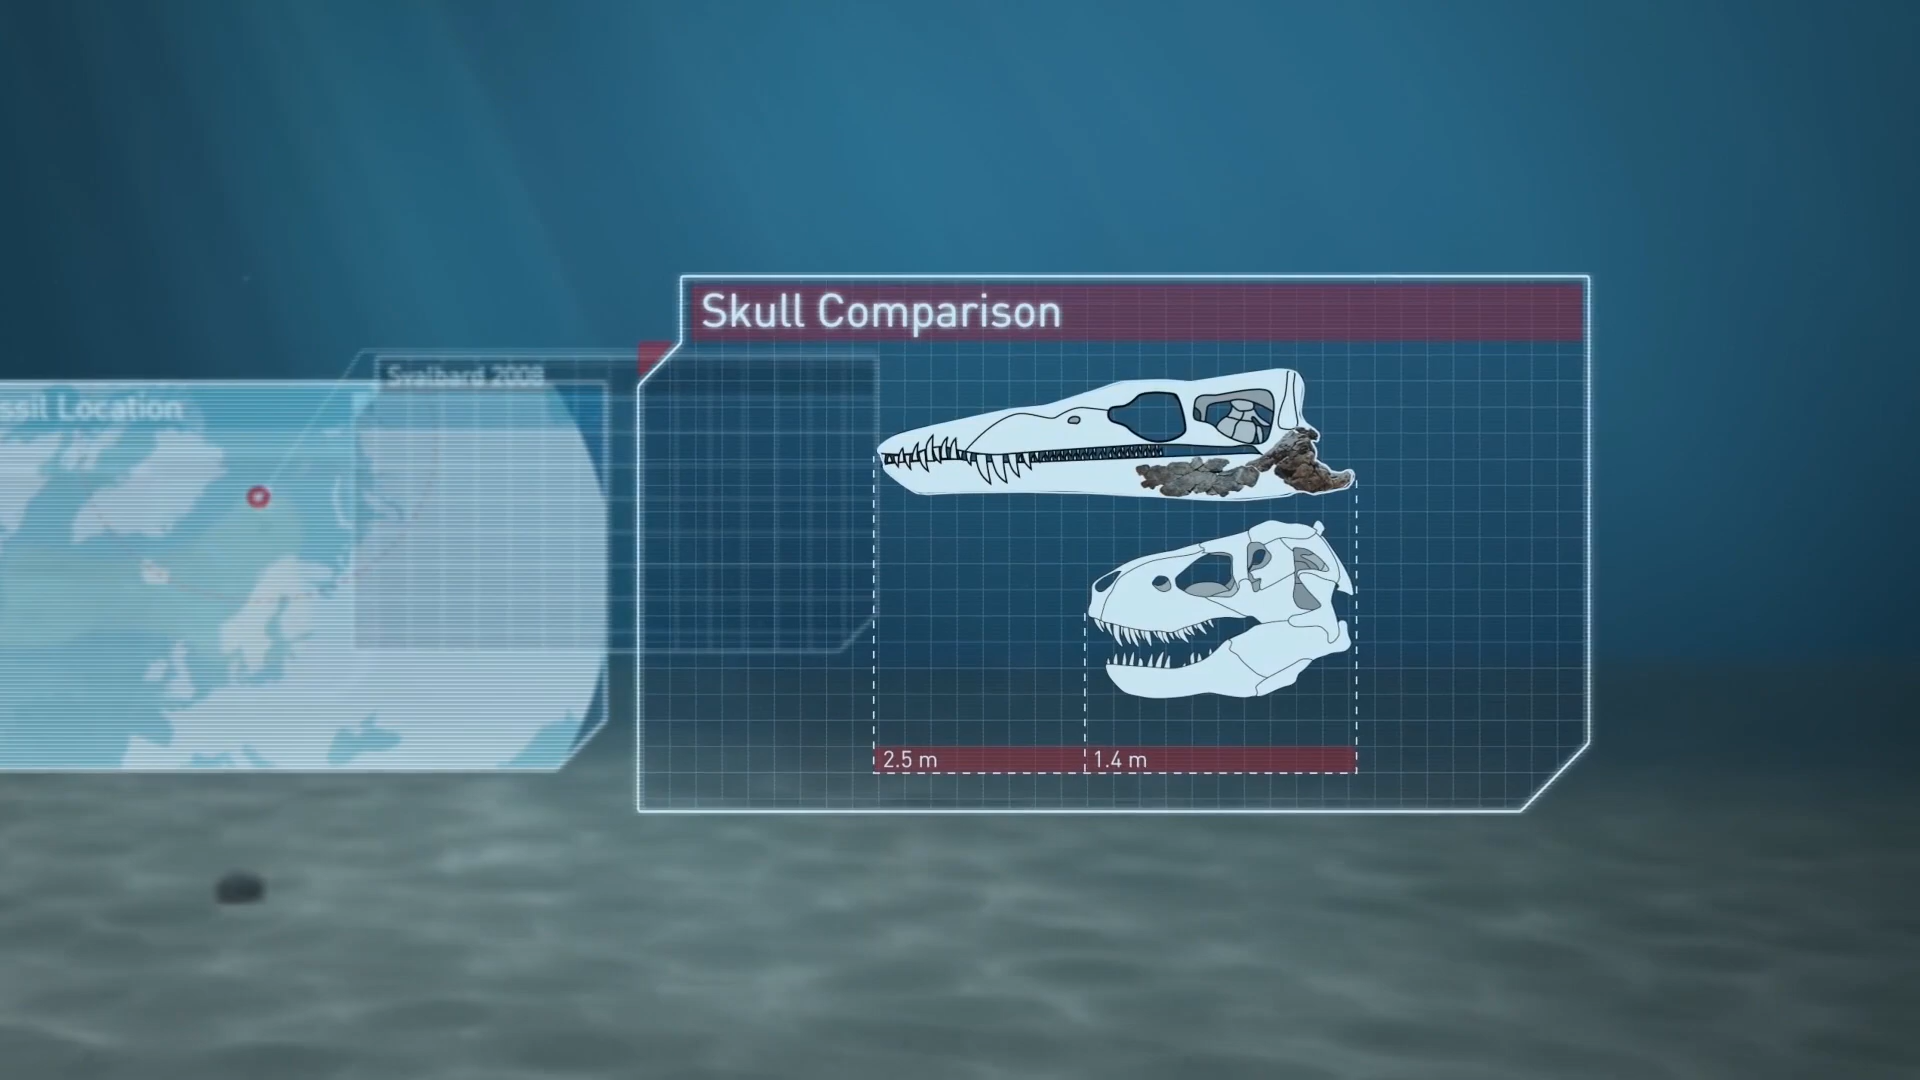 Skull Comparison
Svalbard 2008
ssil Location
2.5 m
1.4 m